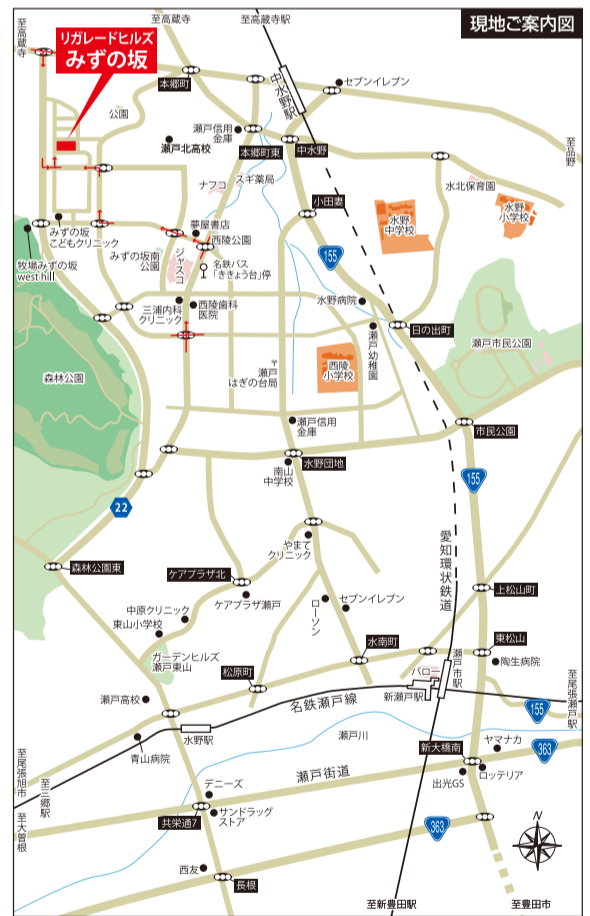 現地ご案内図
至高蔵寺
至高蔵寺
至高蔵寺駅
リガレードヒルズ
みずの坂
本郷町
中水野駅
セブンイレブン
公園
瀬戸信用
金庫
瀬戸北高校
本郷町東
中水野
至品野
ナフコ
スギ薬局
小田妻
水北保育園
水野
中学校
水野
小学校
みずの坂
こどもクリニック
夢屋書店
西陵公園
155
牧場みずの坂
west hill
みずの坂南
公園
ジャスコ
名鉄バス
「ききょう台」停
三浦内科
クリニック
西陵歯科
医院
水野病院
日の出町
瀬戸市民公園
森林公園
〒
瀬戸
はぎの台局
西陵
小学校
瀬戸幼稚園
瀬戸信用
金庫
市民公園
水野団地
南山
中学校
155
22
やまて
クリニック
愛知環状鉄道
森林公園東
ケアプラザ北
ケアプラザ瀬戸
ローソン
セブンイレブン
上松山町
中原クリニック
東山小学校
水南町
東松山
陶生病院
ガーデンヒルズ
瀬戸東山
松原町
バロー
瀬戸市駅
新瀬戸駅
至尾張瀬戸駅
瀬戸高校
名鉄瀬戸線
155
水野駅
瀬戸川
青山病院
新大橋南
ヤマナカ
363
至尾張旭市
至三郷駅
至大曽根
瀬戸街道
デニーズ
出光GS
ロッテリア
共栄通7
サンドラッグ
ストア
363
N
西友
長根
至新豊田駅
至豊田市